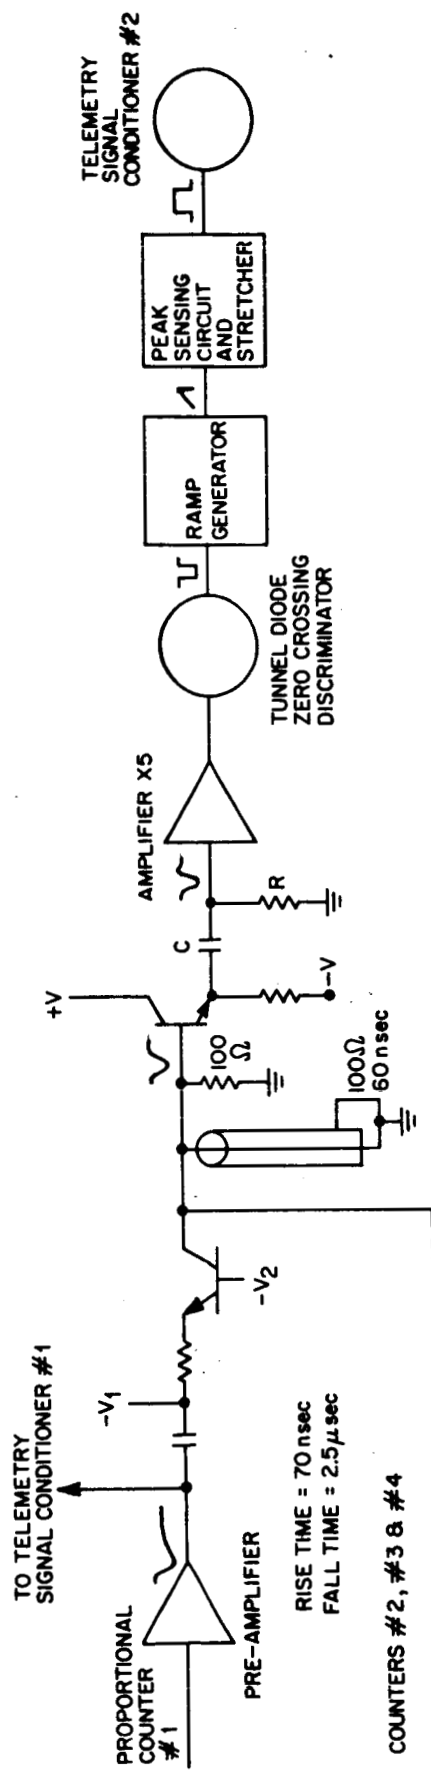 PROPORTIONAL
COUNTER
#1
PRE-AMPLIFIER
TO TELEMETRY
SIGNAL CONDITIONER #1
RISE TIME = 70 nsec
FALL TIME = 2.5μsec
COUNTERS #2, #3 & #4
-V1
-V2
100Ω
60 nsec
100
Ω
+V
-V
C
R
AMPLIFIER X5
TUNNEL DIODE
ZERO CROSSING
DISCRIMINATOR
RAMP
GENERATOR
PEAK
SENSING
CIRCUIT
AND
STRETCHER
TELEMETRY
SIGNAL
CONDITIONER #2